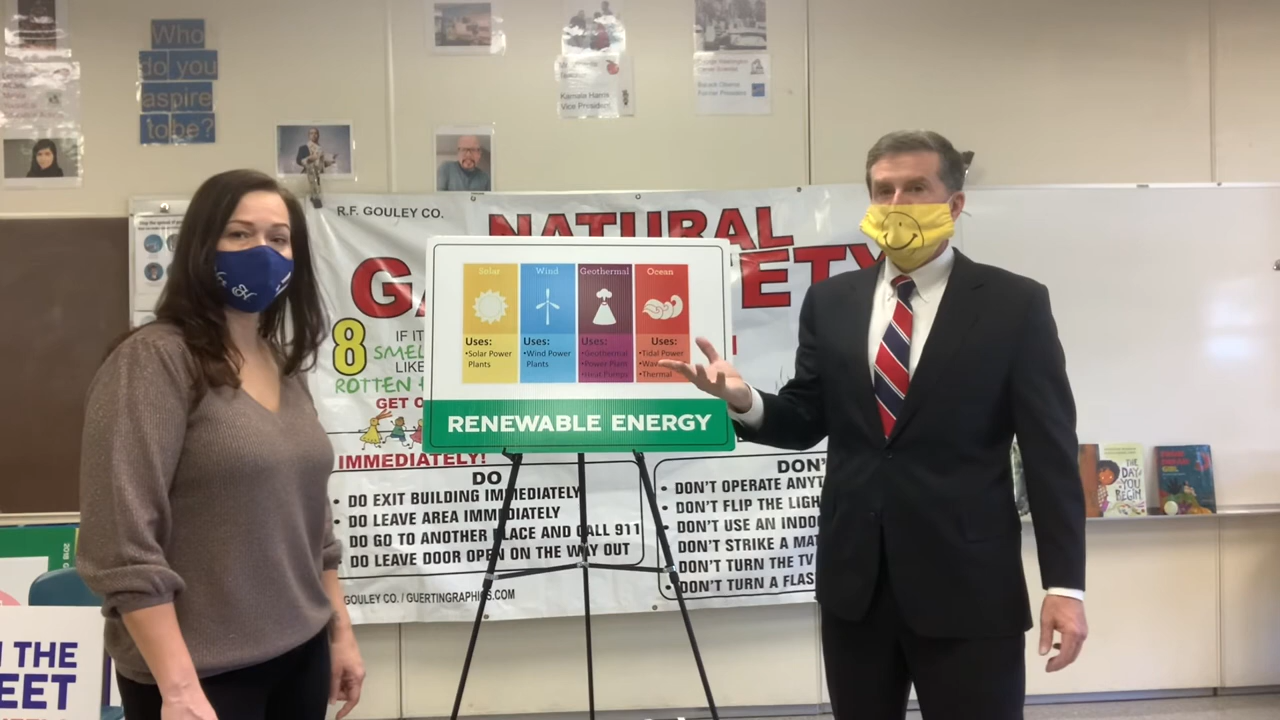 Who
do you
aspire
to be?
Kamala Harris
Vice President
Barack Obama
Former President
R.F. GOULEY CO.
NATURAL
8
IF IT
SMEL
LIKE
ROTTEN
GET O
IMMEDIATELY!
Solar
Wind
Geothermal
Ocean
Uses:
•Solar Power
Plants
Uses:
•Wind Power
Plants
Uses:
•Geothermal
•Power Plant
•Heat Pumps
Uses:
•Tidal Power
•Wav
•Thermal
RENEWABLE ENERGY
DO
• DO EXIT BUILDING IMMEDIATELY
• DO LEAVE AREA IMMEDIATELY
• DO GO TO ANOTHER PLACE AND CALL 911
• DO LEAVE DOOR OPEN ON THE WAY OUT
DON'
• DON'T OPERATE ANYT
• DON'T FLIP THE LIGH
• DON'T USE AN INDOO
• DON'T STRIKE A MAT
• DON'T TURN THE TV
• DON'T TURN A FLAS
GOULEY CO. / GUERTINGRAPHICS.COM
THE
DAY
YOU
BEGIN
THE
EET